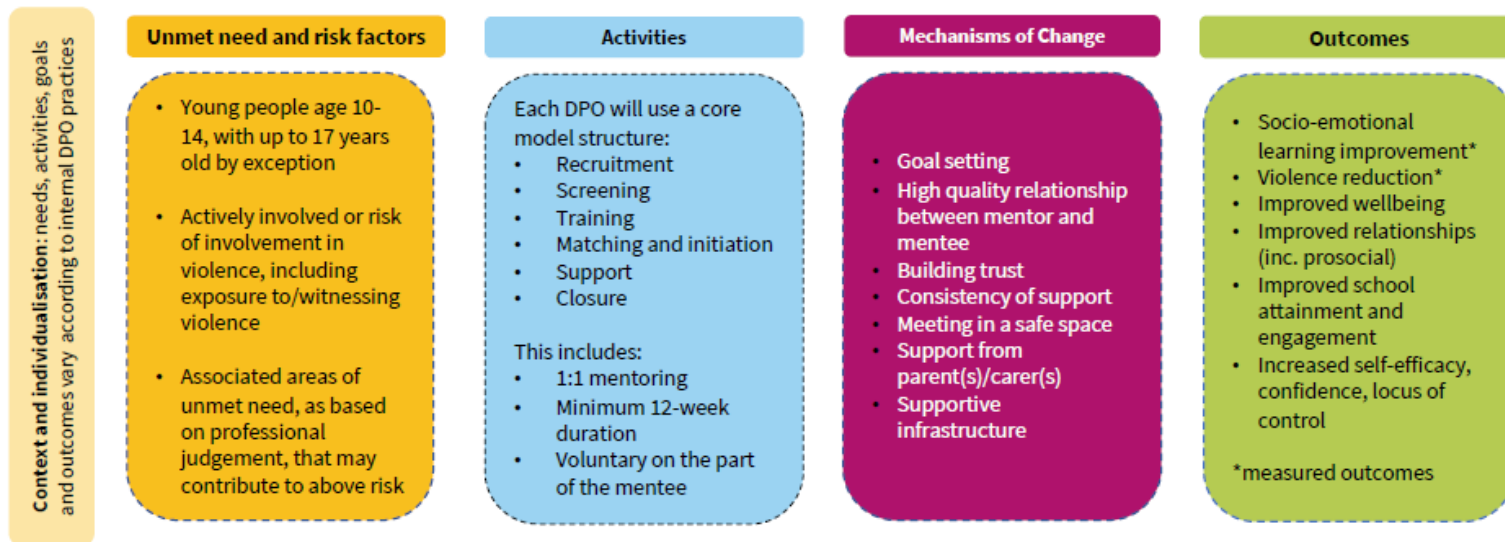 Context and individualisation: needs, activities, goals
and outcomes vary according to internal DPO practices
Unmet need and risk factors
• Young people age 10-
14, with up to 17 years
old by exception
• Actively involved or risk
of involvement in
violence, including
exposure to/witnessing
violence
• Associated areas of
unmet need, as based
on professional
judgement, that may
contribute to above risk
Activities
Each DPO will use a core
model structure:
• Recruitment
• Screening
• Training
• Matching and initiation
• Support
• Closure
This includes:
• 1:1 mentoring
• Minimum 12-week
duration
• Voluntary on the part
of the mentee
Mechanisms of Change
• Goal setting
• High quality relationship
between mentor and
mentee
• Building trust
• Consistency of support
• Meeting in a safe space
• Support from
parent(s)/carer(s)
• Supportive
infrastructure
Outcomes
• Socio-emotional
learning improvement*
• Violence reduction*
• Improved wellbeing
• Improved relationships
(inc. prosocial)
• Improved school
attainment and
engagement
• Increased self-efficacy,
confidence, locus of
control
*measured outcomes